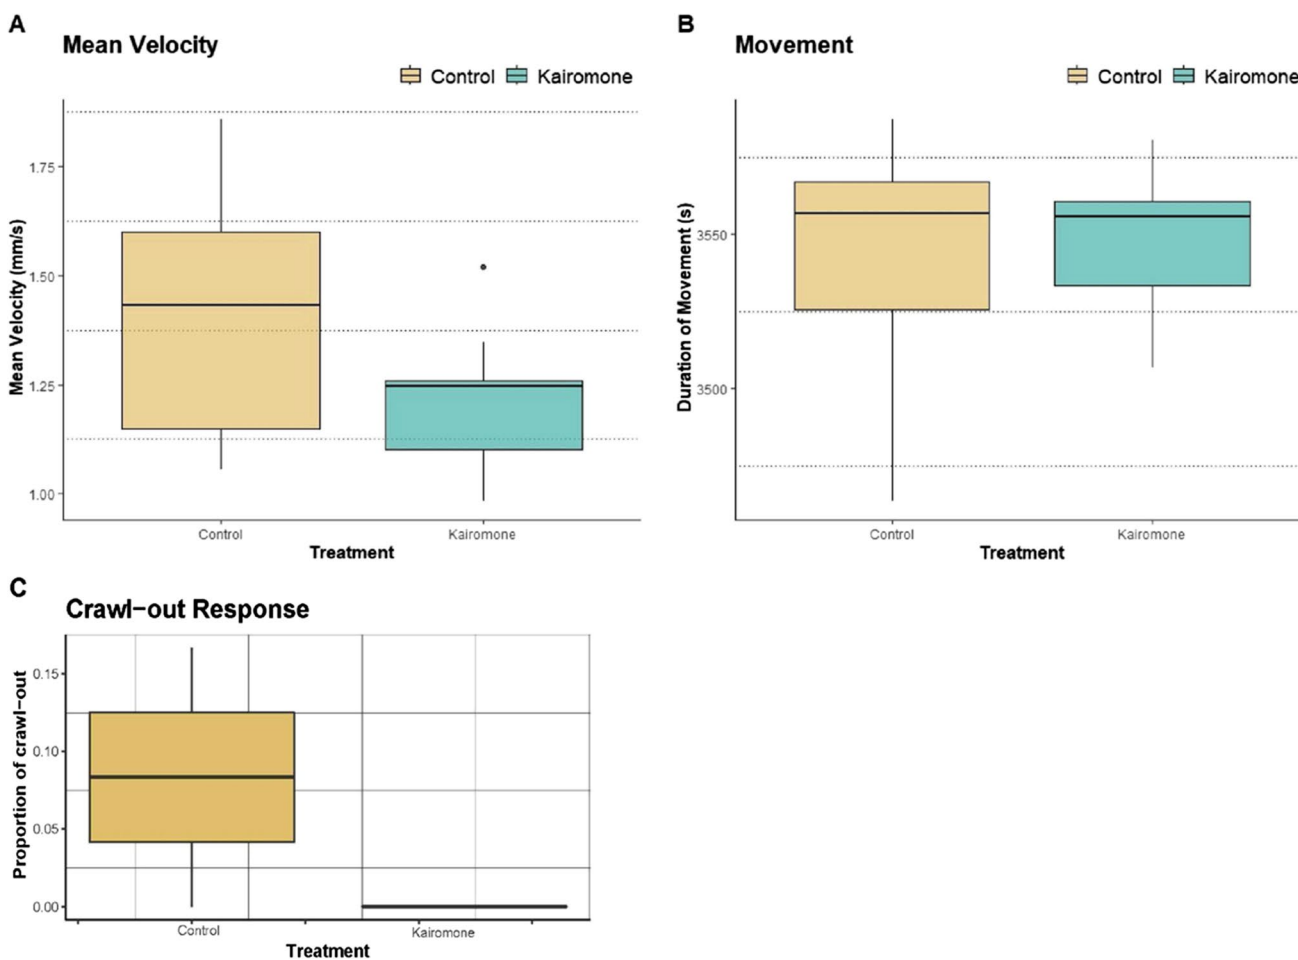 A
Mean Velocity
Control
Kairomone
Mean Velocity (mm/s)
1.75
1.50
1.25
1.00
Control
Kairomone
Treatment
B
Movement
Control
Kairomone
Duration of Movement (s)
3550
3500
Control
Kairomone
Treatment
C
Crawl-out Response
Proportion of crawl-out
0.15
0.10
0.05
0.00
Control
Kairomone
Treatment